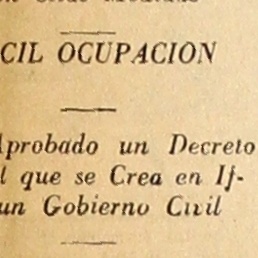 CIL OCUPACION
Aprobado un Decreto
l que se Crea en If-
un Gobierno Civil